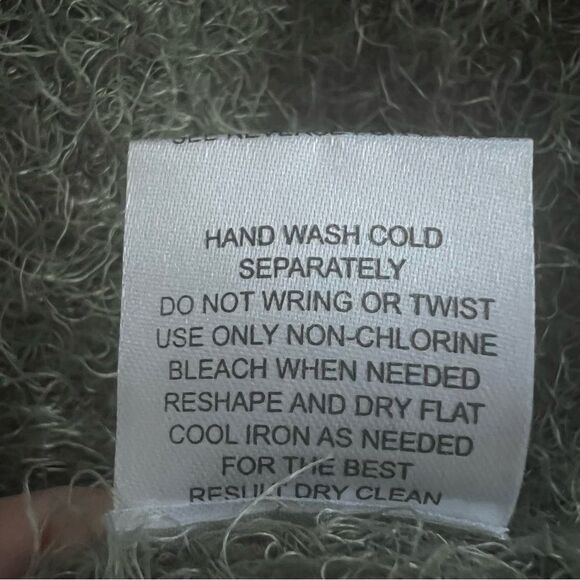 HAND WASH COLD
SEPARATELY
DO NOT WRING OR TWIST
USE ONLY NON-CHLORINE
BLEACH WHEN NEEDED
RESHAPE AND DRY FLAT
COOL IRON AS NEEDED
FOR THE BEST
RESULT DRY CLEAN